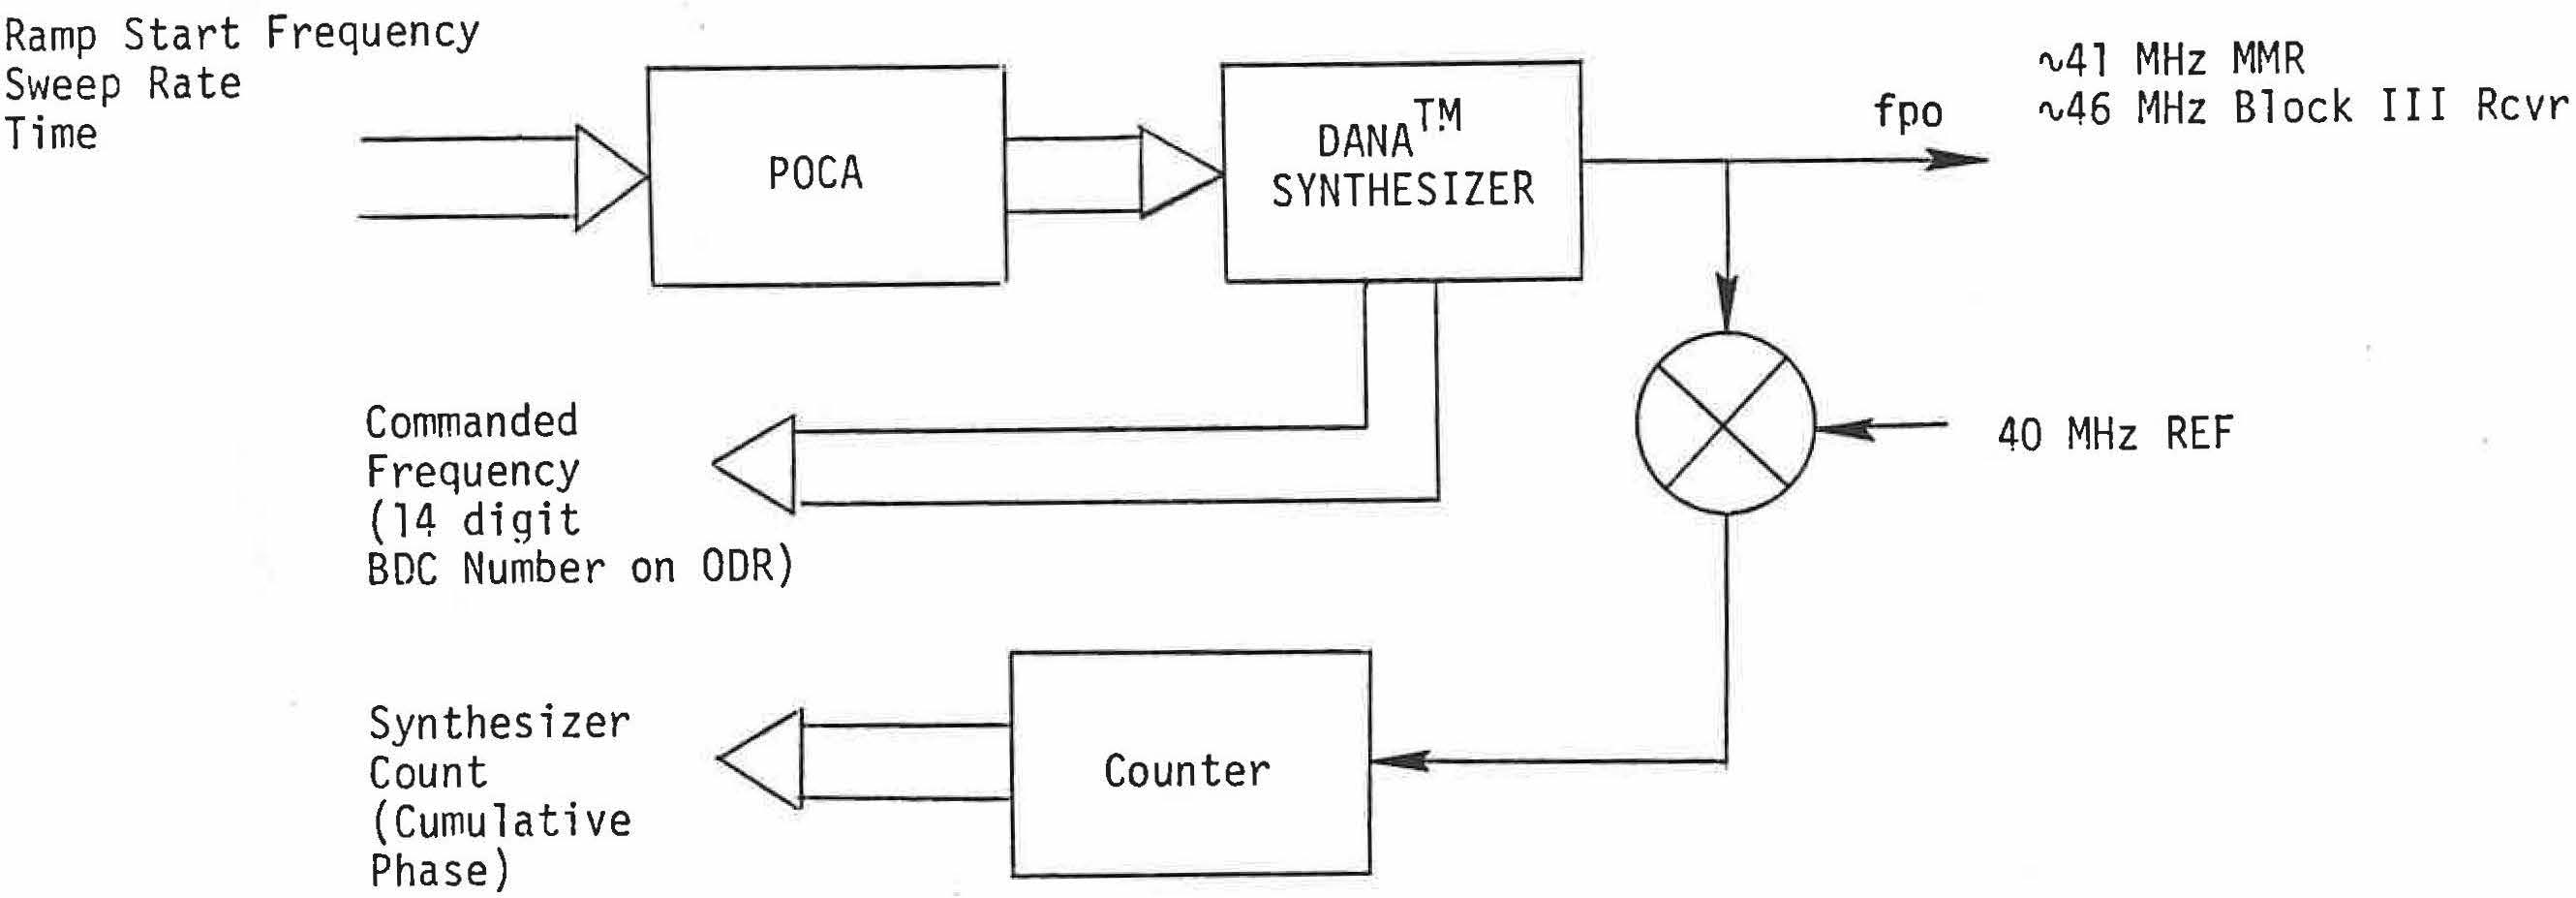 Ramp Start Frequency
Sweep Rate
Time
POCA
DANA™
SYNTHESIZER
fpo
∿41 MHz MMR
∿46 MHz Block III Rcvr
40 MHz REF
Commanded
Frequency
(14 digit
BDC Number on ODR)
Synthesizer
Count
(Cumulative
Phase)
Counter